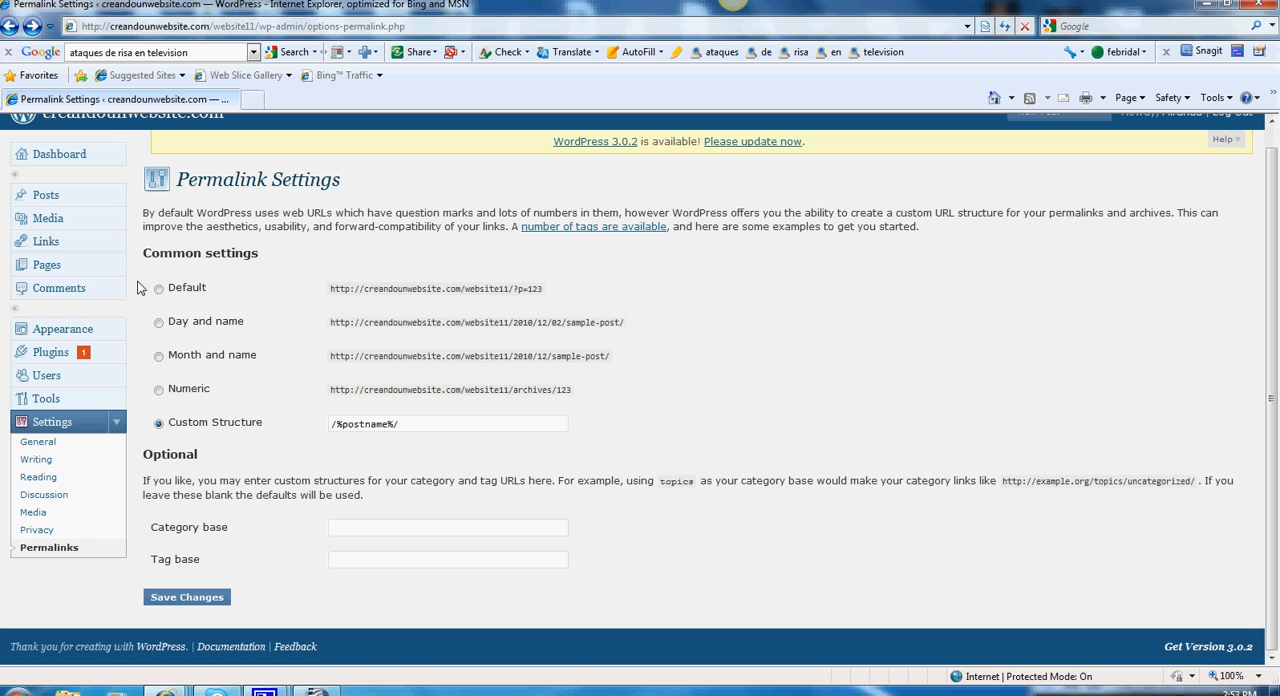 Permalink Settings ‹ creandounwebsite.com — WordPress - Internet Explorer, optimized for Bing and MSN
http://creandounwebsite.com/website11/wp-admin/options-permalink.php
Google
Google ataques de risa en television Search Share Check Translate AutoFill ataques de risa en television febridal Snagit
Favorites Suggested Sites Web Slice Gallery Bing™ Traffic
Permalink Settings ‹ creandounwebsite.com — ...
Page Safety Tools
creandounwebsite.com
Log Out
WordPress 3.0.2 is available! Please update now.
Help
Dashboard
Posts
Media
Links
Pages
Comments
Appearance
Plugins 1
Users
Tools
Settings
General
Writing
Reading
Discussion
Media
Privacy
Permalinks
Permalink Settings
By default WordPress uses web URLs which have question marks and lots of numbers in them, however WordPress offers you the ability to create a custom URL structure for your permalinks and archives. This can
improve the aesthetics, usability, and forward-compatibility of your links. A number of tags are available, and here are some examples to get you started.
Common settings
Default http://creandounwebsite.com/website11/?p=123
Day and name http://creandounwebsite.com/website11/2010/12/02/sample-post/
Month and name http://creandounwebsite.com/website11/2010/12/sample-post/
Numeric http://creandounwebsite.com/website11/archives/123
Custom Structure /%postname%/
Optional
If you like, you may enter custom structures for your category and tag URLs here. For example, using topics as your category base would make your category links like http://example.org/topics/uncategorized/ . If you
leave these blank the defaults will be used.
Category base
Tag base
Save Changes
Thank you for creating with WordPress. | Documentation | Feedback
Get Version 3.0.2
Internet | Protected Mode: On 100%
2:53 PM